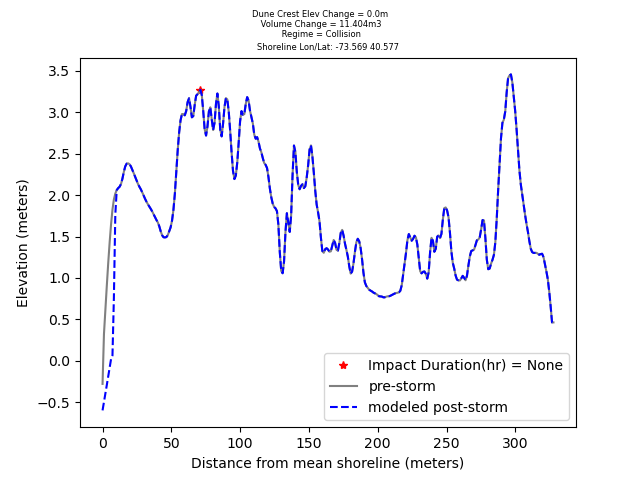 Dune Crest Elev Change = 0.0m
Volume Change = 11.404m3
Regime = Collision
Shoreline Lon/Lat: -73.569 40.577
3.5
3.0
2.5
2.0
1.5
1.0
0.5
0.0
−0.5
Elevation (meters)
Impact Duration(hr) = None
pre-storm
modeled post-storm
0 50 100 150 200 250 300
Distance from mean shoreline (meters)